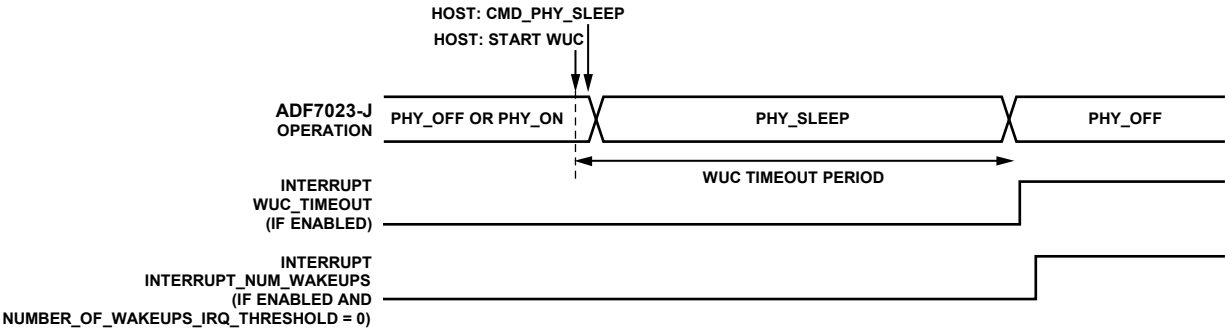 HOST: CMD_PHY_SLEEP
HOST: START WUC
ADF7023-J
OPERATION
PHY_OFF OR PHY_ON
PHY_SLEEP
PHY_OFF
WUC TIMEOUT PERIOD
INTERRUPT
WUC_TIMEOUT
(IF ENABLED)
INTERRUPT
INTERRUPT_NUM_WAKEUPS
(IF ENABLED AND
NUMBER_OF_WAKEUPS_IRQ_THRESHOLD = 0)